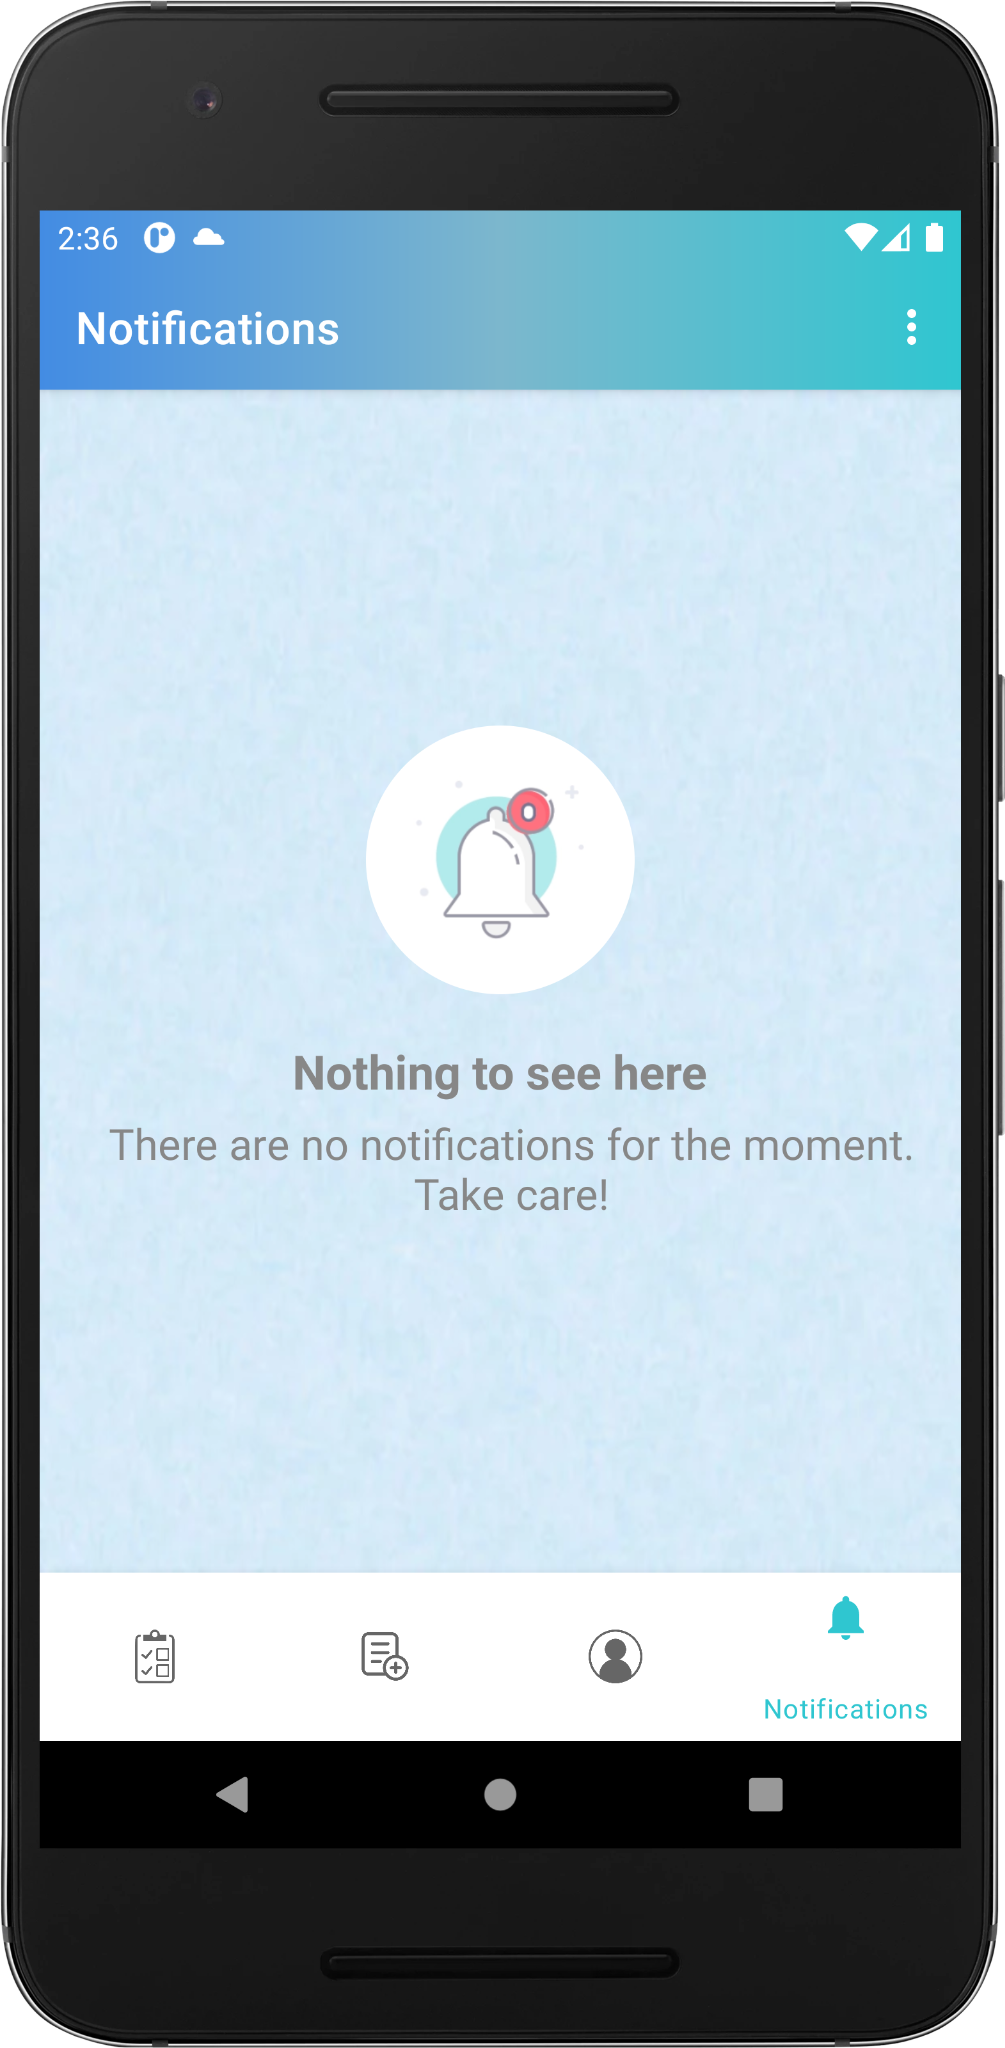 2:36
Notifications
0
Nothing to see here
There are no notifications for the moment.
Take care!
Notifications